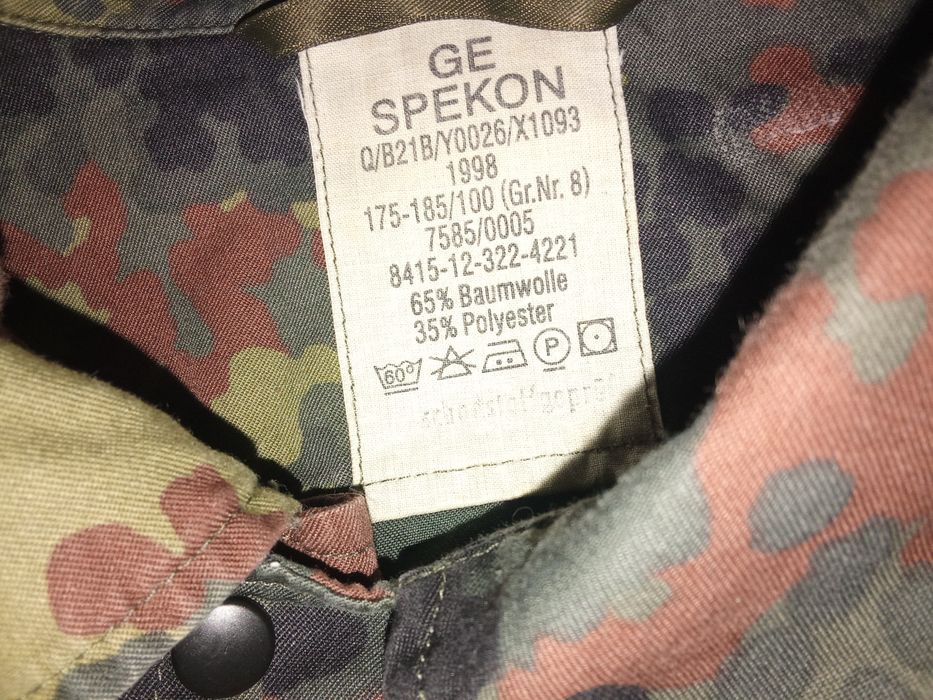 GE
SPEKON
Q/B21B/Y0026/X1093
1998
175-185/100 (Gr.Nr. 8)
7585/0005
8415-12-322-4221
65% Baumwolle
35% Polyester
60° P